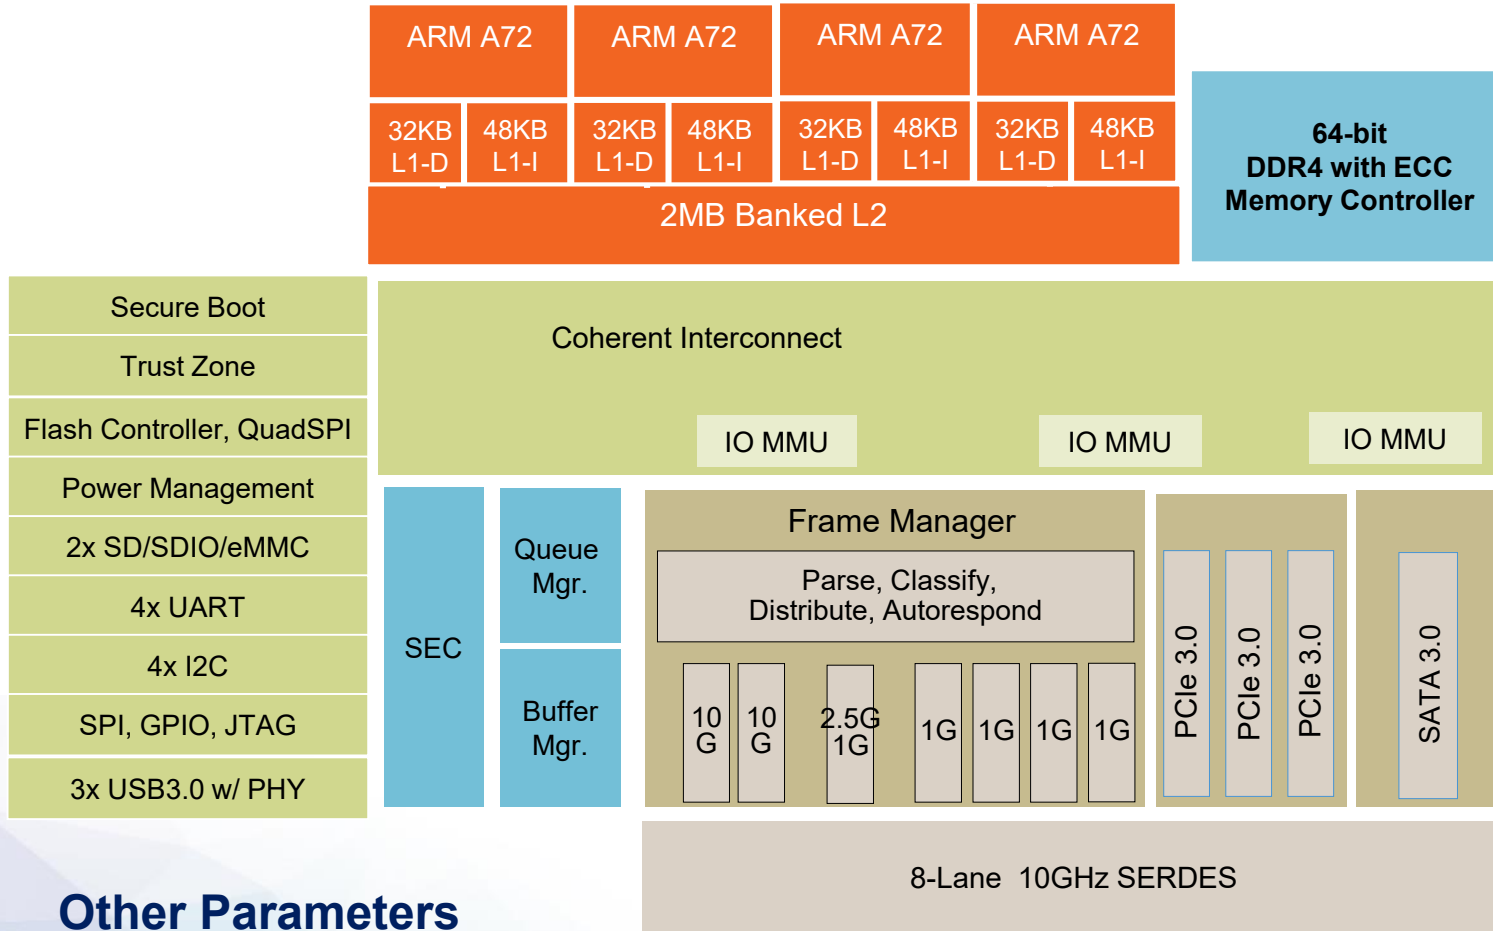 ARM A72
ARM A72
ARM A72
ARM A72
32KB
L1-D
48KB
L1-I
32KB
L1-D
48KB
L1-I
32KB
L1-D
48KB
L1-I
32KB
L1-D
48KB
L1-I
2MB Banked L2
64-bit
DDR4 with ECC
Memory Controller
Secure Boot
Trust Zone
Flash Controller, QuadSPI
Power Management
2x SD/SDIO/eMMC
4x UART
4x I2C
SPI, GPIO, JTAG
3x USB3.0 w/ PHY
Coherent Interconnect
IO MMU
IO MMU
IO MMU
SEC
Queue
Mgr.
Buffer
Mgr.
Frame Manager
Parse, Classify,
Distribute, Autorespond
10
G
10
G
2.5G
1G
1G
1G
1G
1G
PCIe 3.0
PCIe 3.0
PCIe 3.0
SATA 3.0
8-Lane 10GHz SERDES
Other Parameters